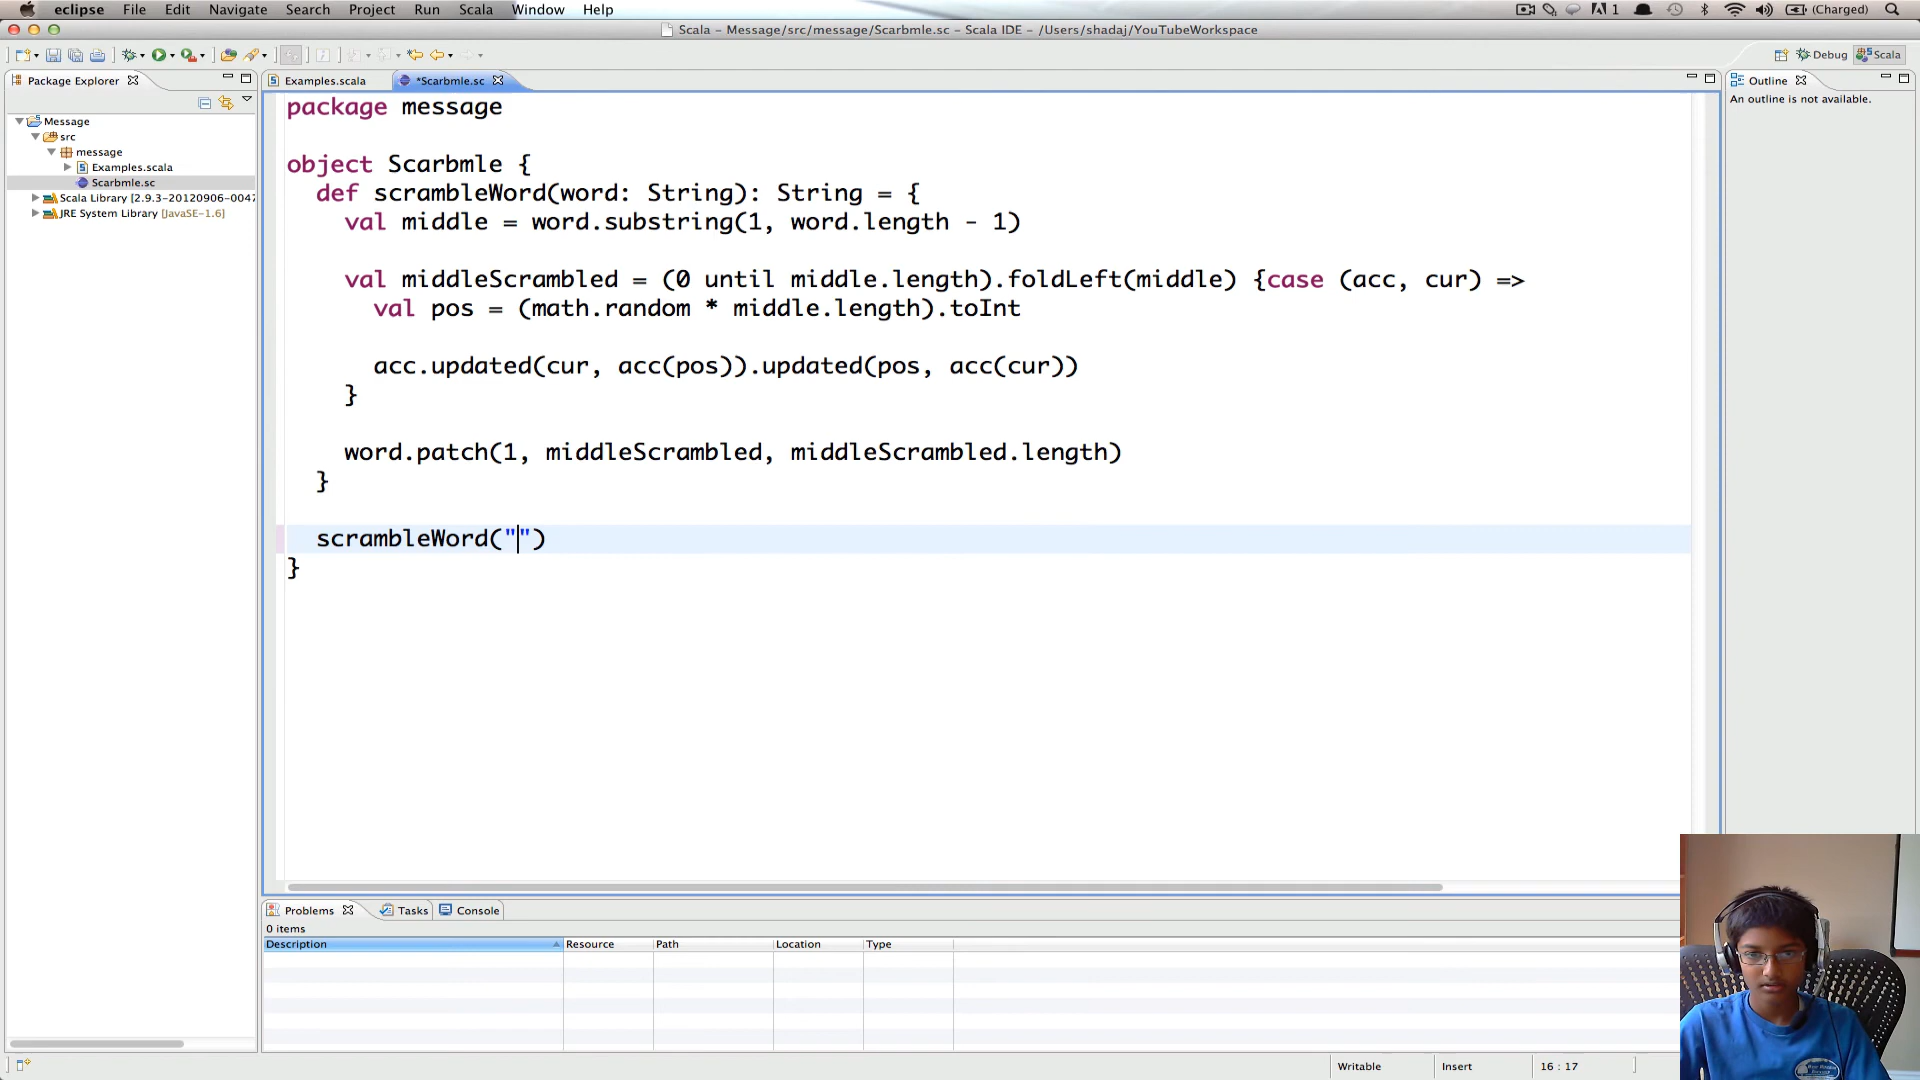 eclipse File Edit Navigate Search Project Run Scala Window Help
1 (Charged)
Scala – Message/src/message/Scarbmle.sc – Scala IDE – /Users/shadaj/YouTubeWorkspace
Debug Scala
Package Explorer
Message
src
message
Examples.scala
Scarbmle.sc
Scala Library [2.9.3-20120906-0047
JRE System Library [JavaSE-1.6]
Examples.scala *Scarbmle.sc
package message
object Scarbmle {
def scrambleWord(word: String): String = {
val middle = word.substring(1, word.length - 1)
val middleScrambled = (0 until middle.length).foldLeft(middle) {case (acc, cur) =>
val pos = (math.random * middle.length).toInt
acc.updated(cur, acc(pos)).updated(pos, acc(cur))
}
word.patch(1, middleScrambled, middleScrambled.length)
}
scrambleWord("")
}
Outline
An outline is not available.
Problems Tasks Console
0 items
Description Resource Path Location Type
Writable Insert 16 : 17